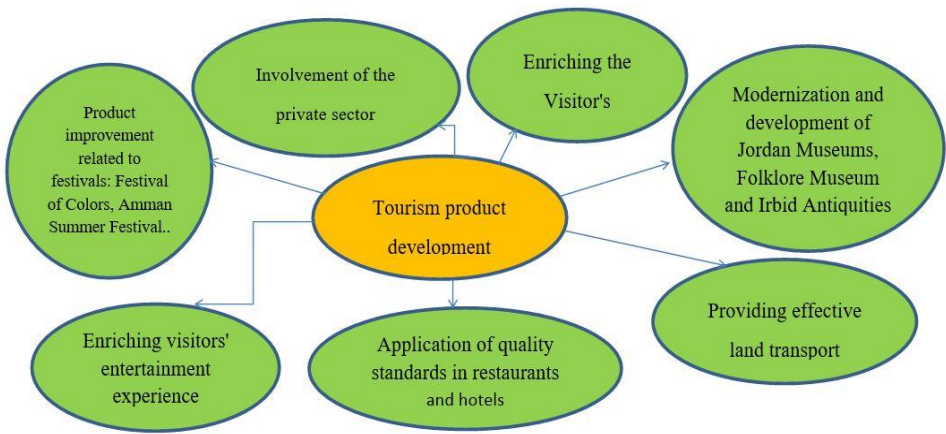 Involvement of the
private sector
Enriching the
Visitor's
Product
improvement
related to
festivals: Festival
of Colors, Amman
Summer Festival..
Modernization and
development of
Jordan Museums,
Folklore Museum
and Irbid Antiquities
Tourism product
development
Enriching visitors'
entertainment
experience
Application of quality
standards in restaurants
and hotels
Providing effective
land transport